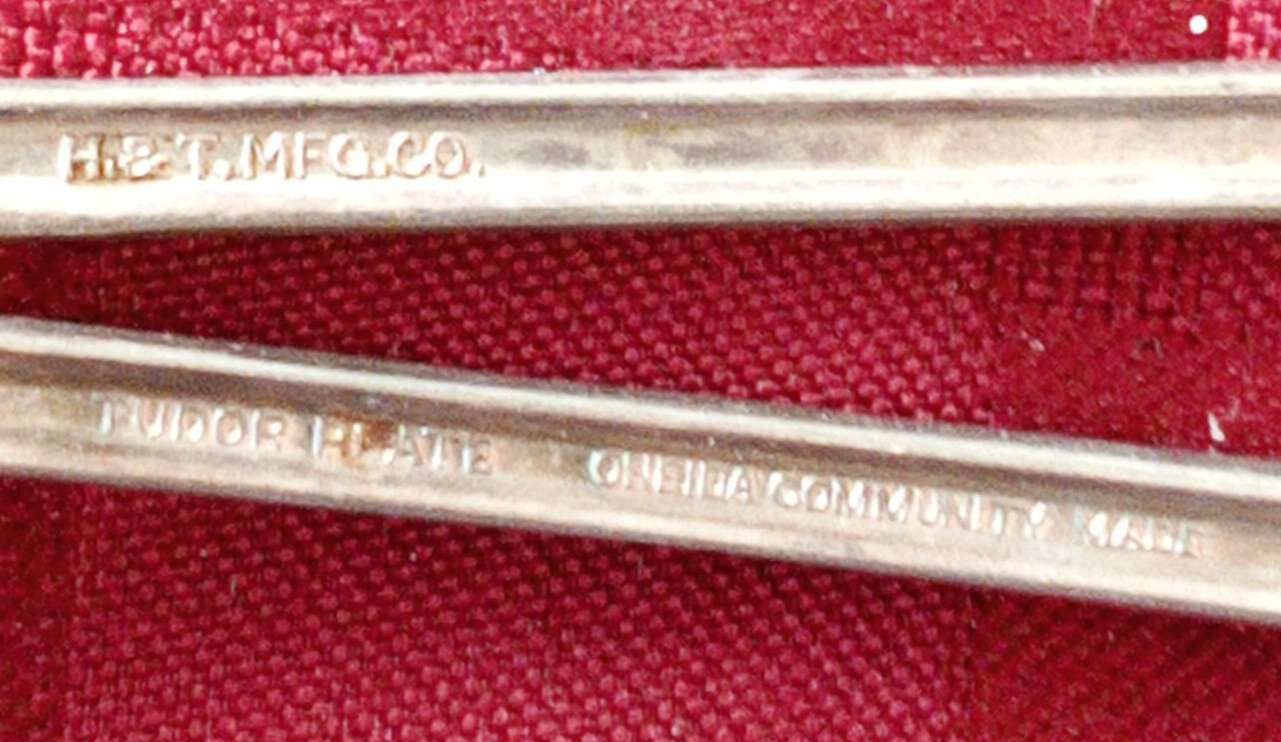 H.& T. MFG. CO.
TUDOR PLATE ONEIDA COMMUNITY MADE